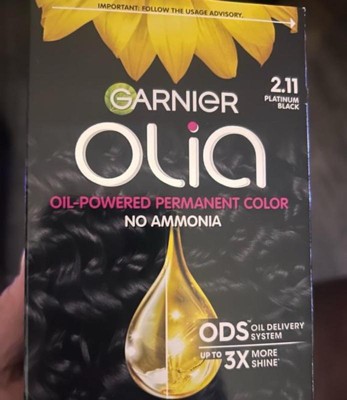 IMPORTANT: FOLLOW THE USAGE ADVISORY.
2.11
PLATINUM
BLACK
GARNIER
OLIA
OIL-POWERED PERMANENT COLOR
NO AMMONIA
ODS™ OIL DELIVERY
SYSTEM
UP TO 3X MORE
SHINE*